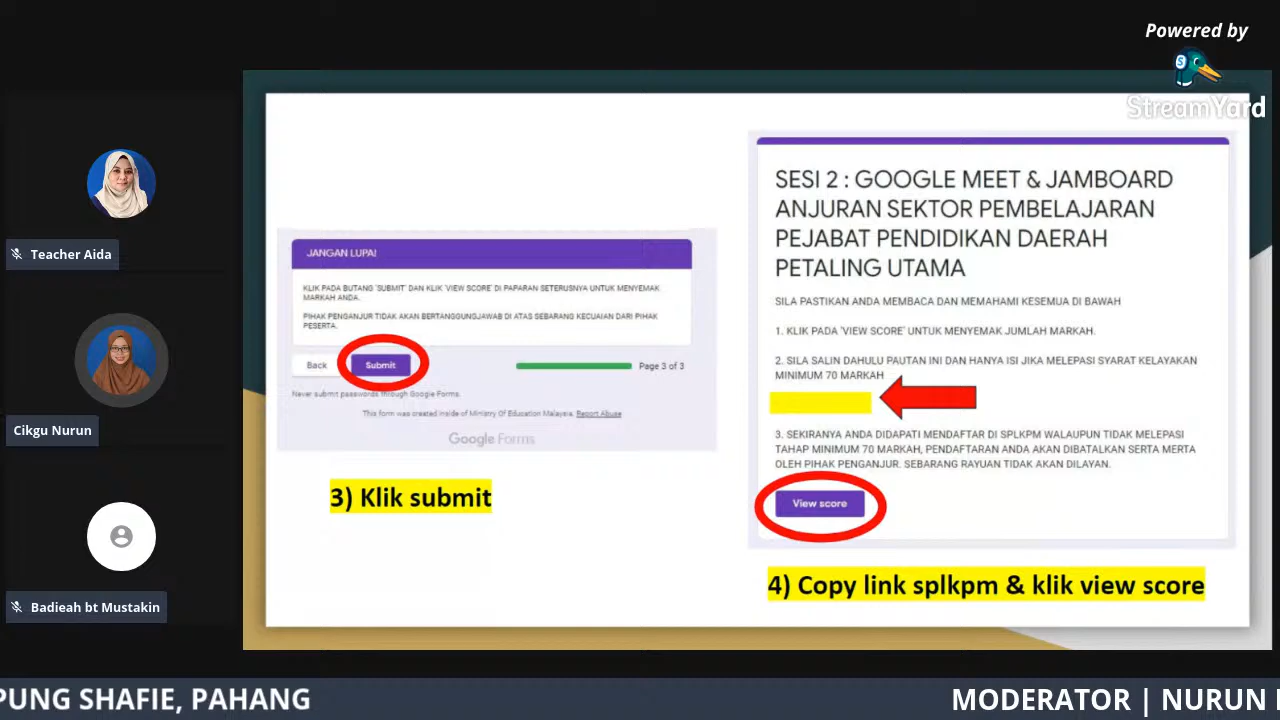 Powered by
StreamYard
Teacher Aida
Cikgu Nurun
Badieah bt Mustakin
JANGAN LUPA!
KLIK PADA BUTANG 'SUBMIT' DAN KLIK 'VIEW SCORE' DI PAPARAN SETERUSNYA UNTUK MENYEMAK
MARKAH ANDA.
PIHAK PENGANJUR TIDAK AKAN BERTANGGUNGJAWAB DI ATAS SEBARANG KECUAIAN DARI PIHAK
PESERTA.
Back
Submit
Page 3 of 3
Never submit passwords through Google Forms.
This form was created inside of Ministry Of Education Malaysia. Report Abuse
Google Forms
3) Klik submit
SESI 2 : GOOGLE MEET & JAMBOARD
ANJURAN SEKTOR PEMBELAJARAN
PEJABAT PENDIDIKAN DAERAH
PETALING UTAMA
SILA PASTIKAN ANDA MEMBACA DAN MEMAHAMI KESEMUA DI BAWAH
1. KLIK PADA 'VIEW SCORE' UNTUK MENYEMAK JUMLAH MARKAH.
2. SILA SALIN DAHULU PAUTAN INI DAN HANYA ISI JIKA MELEPASI SYARAT KELAYAKAN
MINIMUM 70 MARKAH
3. SEKIRANYA ANDA DIDAPATI MENDAFTAR DI SPLKPM WALAUPUN TIDAK MELEPASI
TAHAP MINIMUM 70 MARKAH, PENDAFTARAN ANDA AKAN DIBATALKAN SERTA MERTA
OLEH PIHAK PENGANJUR. SEBARANG RAYUAN TIDAK AKAN DILAYAN.
View score
4) Copy link splkpm & klik view score
PUNG SHAFIE, PAHANG
MODERATOR | NURUN